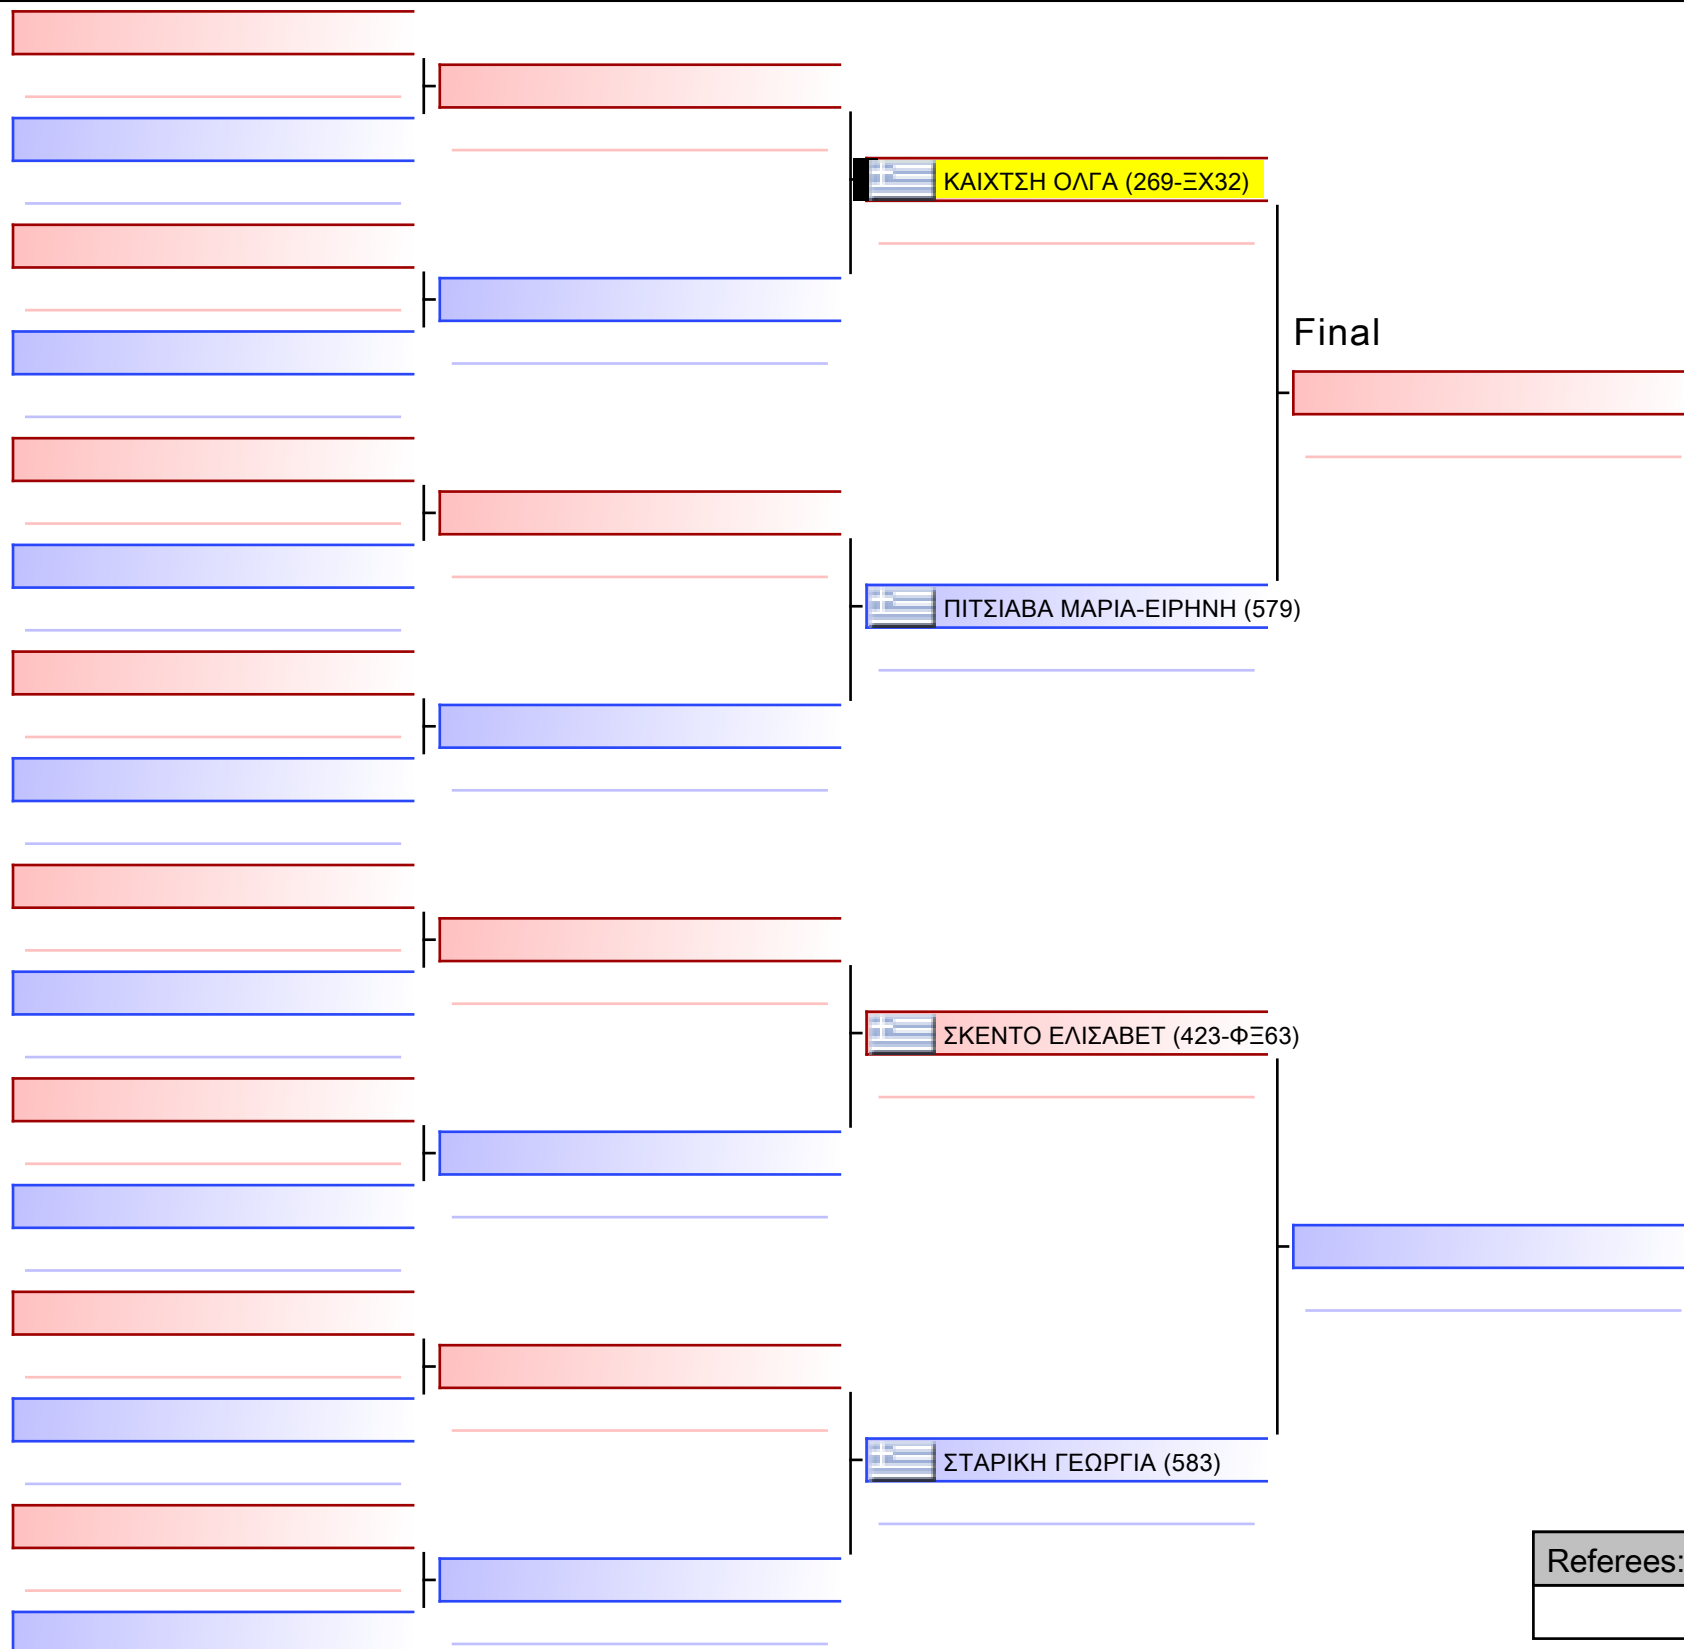 ΚΑΙΧΤΣΗ ΟΛΓΑ (269-ΞΧ32)
Final
ΠΙΤΣΙΑΒΑ ΜΑΡΙΑ-ΕΙΡΗΝΗ (579)
ΣΚΕΝΤΟ ΕΛΙΣΑΒΕΤ (423-ΦΞ63)
ΣΤΑΡΙΚΗ ΓΕΩΡΓΙΑ (583)
Referees: